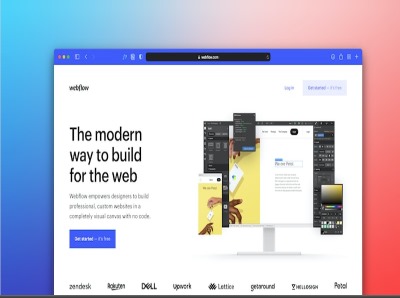 webflow.com
webflow
Log in
Get started — it's free
The modern
way to build
for the web
Webflow empowers designers to build
professional, custom websites in a
completely visual canvas with no code.
Get started — it's free
zendesk
Rakuten
DELL
Upwork
Lattice
getaround
HELLOSIGN
Petal